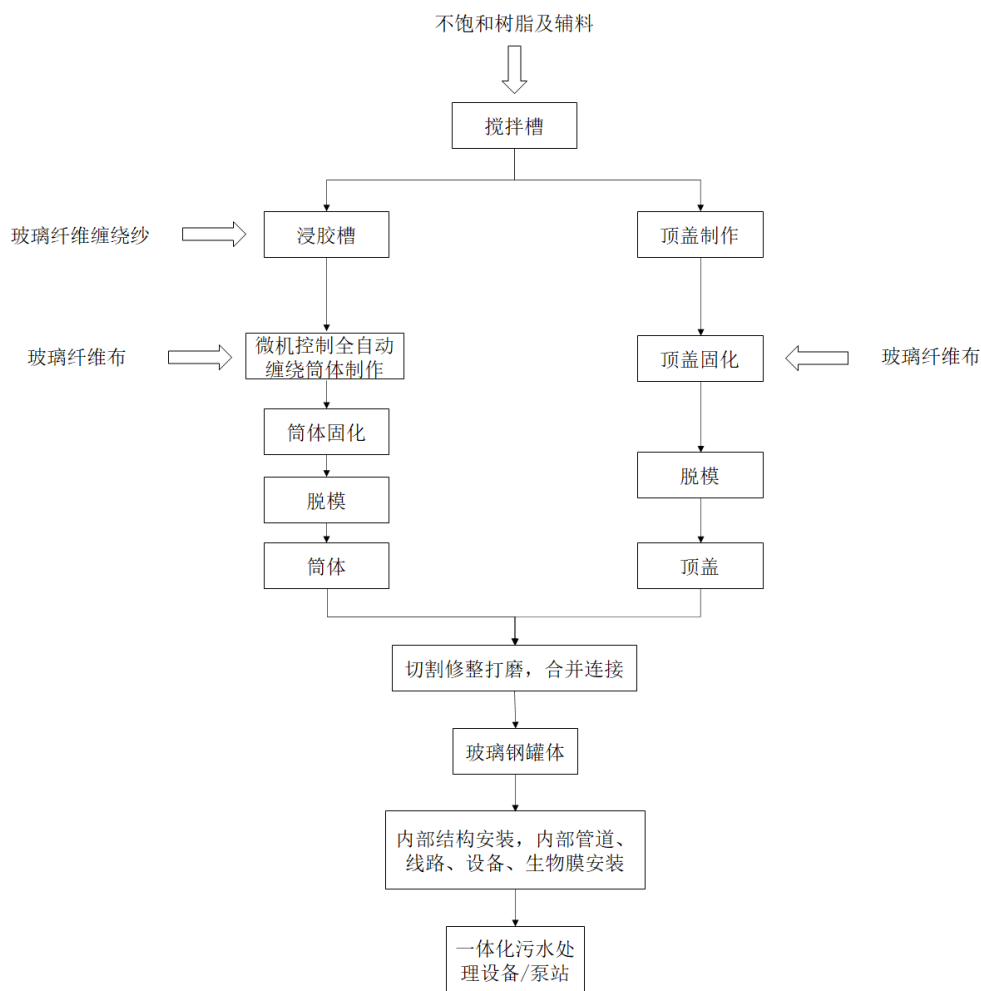 不饱和树脂及辅料
搅拌槽
玻璃纤维缠绕纱
浸胶槽
顶盖制作
玻璃纤维布
微机控制全自动
缠绕筒体制作
顶盖固化
玻璃纤维布
筒体固化
脱模
脱模
筒体
顶盖
切割修整打磨，合并连接
玻璃钢罐体
内部结构安装，内部管道、
线路、设备、生物膜安装
一体化污水处
理设备/泵站